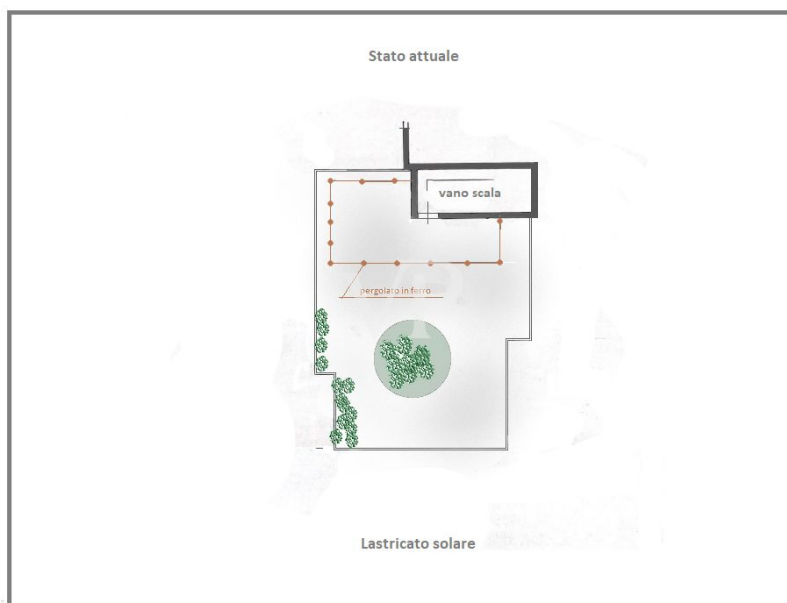 Stato attuale
vano scala
pergolato in ferro
Lastricato solare